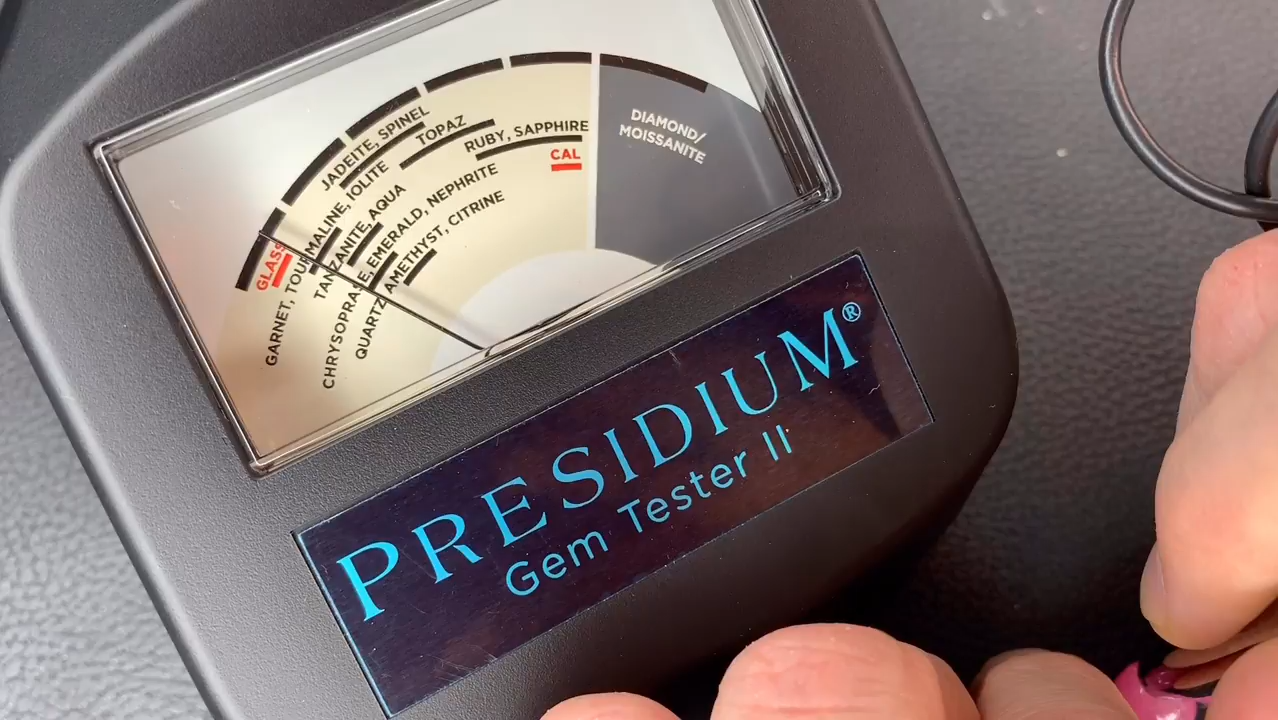 JADEITE, SPINEL
TOPAZ
RUBY, SAPPHIRE
CAL
DIAMOND/
MOISSANITE
GLASS
GARNET, TOURMALINE, IOLITE
TANZANITE, AQUA
CHRYSOPRASE, EMERALD, NEPHRITE
QUARTZ, AMETHYST, CITRINE
PRESIDIUM®
Gem Tester II